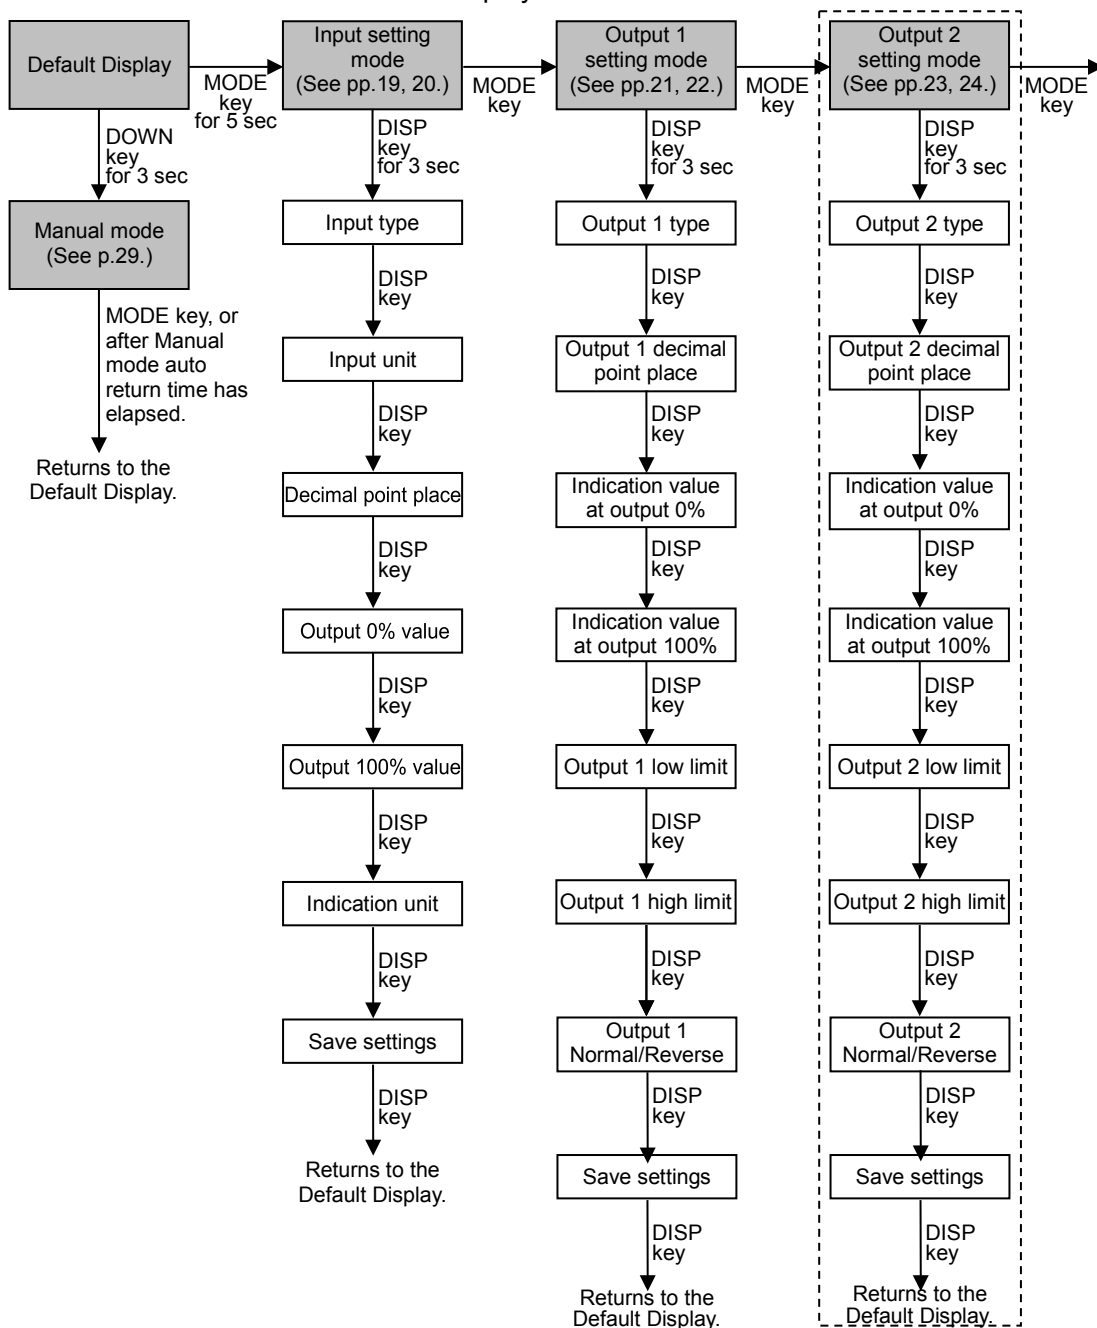 Default Display
MODE
key
for 5 sec
DOWN
key
for 3 sec
Manual mode
(See p.29.)
MODE key, or
after Manual
mode auto
return time has
elapsed.
Returns to the
Default Display.
Input setting
mode
(See pp.19, 20.)
MODE
key
DISP
key
for 3 sec
Input type
DISP
key
Input unit
DISP
key
Decimal point place
DISP
key
Output 0% value
DISP
key
Output 100% value
DISP
key
Indication unit
DISP
key
Save settings
DISP
key
Returns to the
Default Display.
Output 1
setting mode
(See pp.21, 22.)
MODE
key
DISP
key
for 3 sec
Output 1 type
DISP
key
Output 1 decimal
point place
DISP
key
Indication value
at output 0%
DISP
key
Indication value
at output 100%
DISP
key
Output 1 low limit
DISP
key
Output 1 high limit
DISP
key
Output 1
Normal/Reverse
DISP
key
Save settings
DISP
key
Returns to the
Default Display.
Output 2
setting mode
(See pp.23, 24.)
MODE
key
DISP
key
for 3 sec
Output 2 type
DISP
key
Output 2 decimal
point place
DISP
key
Indication value
at output 0%
DISP
key
Indication value
at output 100%
DISP
key
Output 2 low limit
DISP
key
Output 2 high limit
DISP
key
Output 2
Normal/Reverse
DISP
key
Save settings
DISP
key
Returns to the
Default Display.